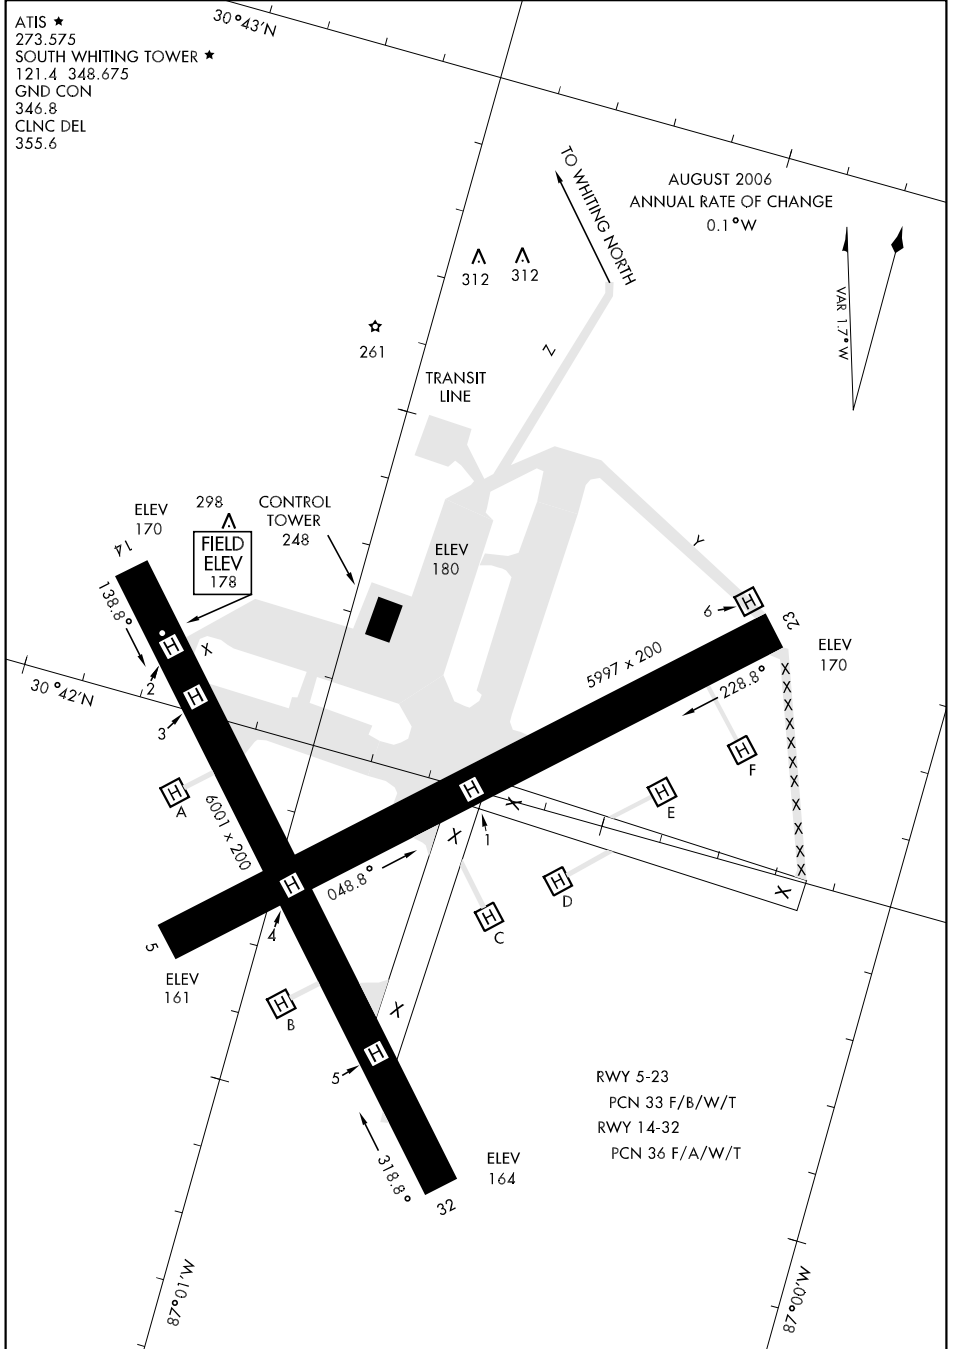 ATIS ★
273.575
SOUTH WHITING TOWER ★
121.4 348.675
GND CON
346.8
CLNC DEL
355.6
30°43'N
TO WHITING NORTH
AUGUST 2006
ANNUAL RATE OF CHANGE
0.1°W
VAR 1.7°W
312
312
261
Z
TRANSIT
LINE
ELEV
170
14
298
FIELD
ELEV
178
CONTROL
TOWER
248
ELEV
180
Y
138.8°
X
H
2
H
3
30°42'N
6
H
23
ELEV
170
5997 x 200
228.8°
X
X
X
X
X
X
X
X
X
X
H
F
H
A
6001 x 200
H
1
X
X
H
E
H
D
X
048.8°
H
4
H
C
5
ELEV
161
H
B
X
H
5
318.8°
32
ELEV
164
RWY 5-23
PCN 33 F/B/W/T
RWY 14-32
PCN 36 F/A/W/T
87°01'W
87°00'W